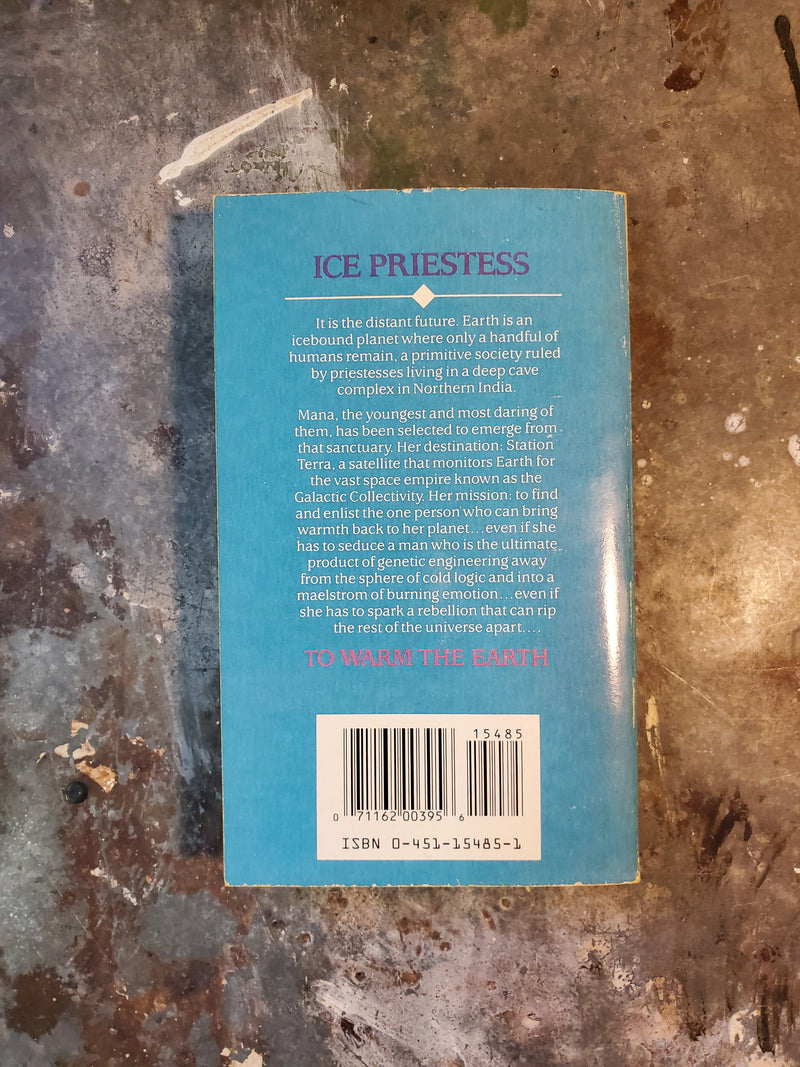 ICE PRIESTESS
It is the distant future. Earth is an
icebound planet where only a handful of
humans remain, a primitive society ruled
by priestesses living in a deep cave
complex in Northern India.
Mana, the youngest and most daring of
them, has been selected to emerge from
that sanctuary. Her destination: Station
Terra, a satellite that monitors Earth for
the vast space empire known as the
Galactic Collectivity. Her mission: to find
and enlist the one person who can bring
warmth back to her planet...even if she
has to seduce a man who is the ultimate
product of genetic engineering away
from the sphere of cold logic and into a
maelstrom of burning emotion...even if
she has to spark a rebellion that can rip
the rest of the universe apart....
TO WARM THE EARTH
15485
0 71162 00395 6
ISBN 0-451-15485-1